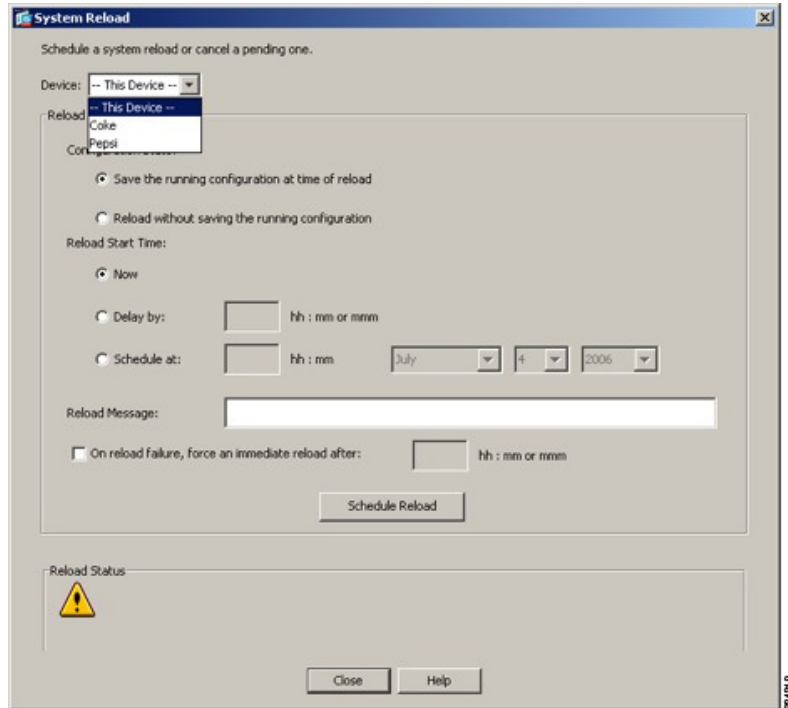 System Reload
Schedule a system reload or cancel a pending one.
Device: -- This Device --
-- This Device --
Coke
Pepsi
Reload
Save the running configuration at time of reload
Reload without saving the running configuration
Reload Start Time:
Now
Delay by: hh : mm or mmm
Schedule at: hh : mm July 4 2006
Reload Message:
On reload failure, force an immediate reload after: hh : mm or mmm
Schedule Reload
Reload Status
Close Help